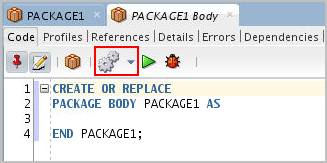 PACKAGE1 PACKAGE1 Body
Code Profiles References Details Errors Dependencies
1 CREATE OR REPLACE
2 PACKAGE BODY PACKAGE1 AS
3
4 END PACKAGE1;